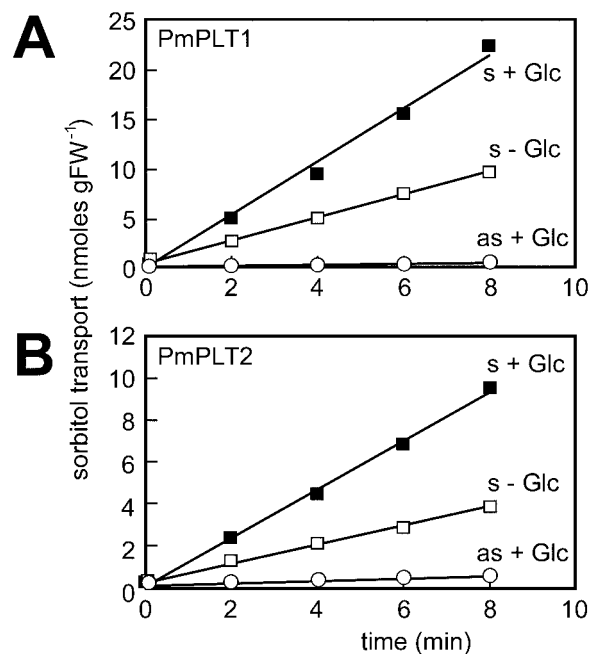 A
PmPLT1
25
20
15
10
5
0
s + Glc
s - Glc
as + Glc
0 2 4 6 8 10
sorbitol transport (nmoles gFW⁻¹)
B
PmPLT2
12
10
8
6
4
2
0
s + Glc
s - Glc
as + Glc
0 2 4 6 8 10
time (min)